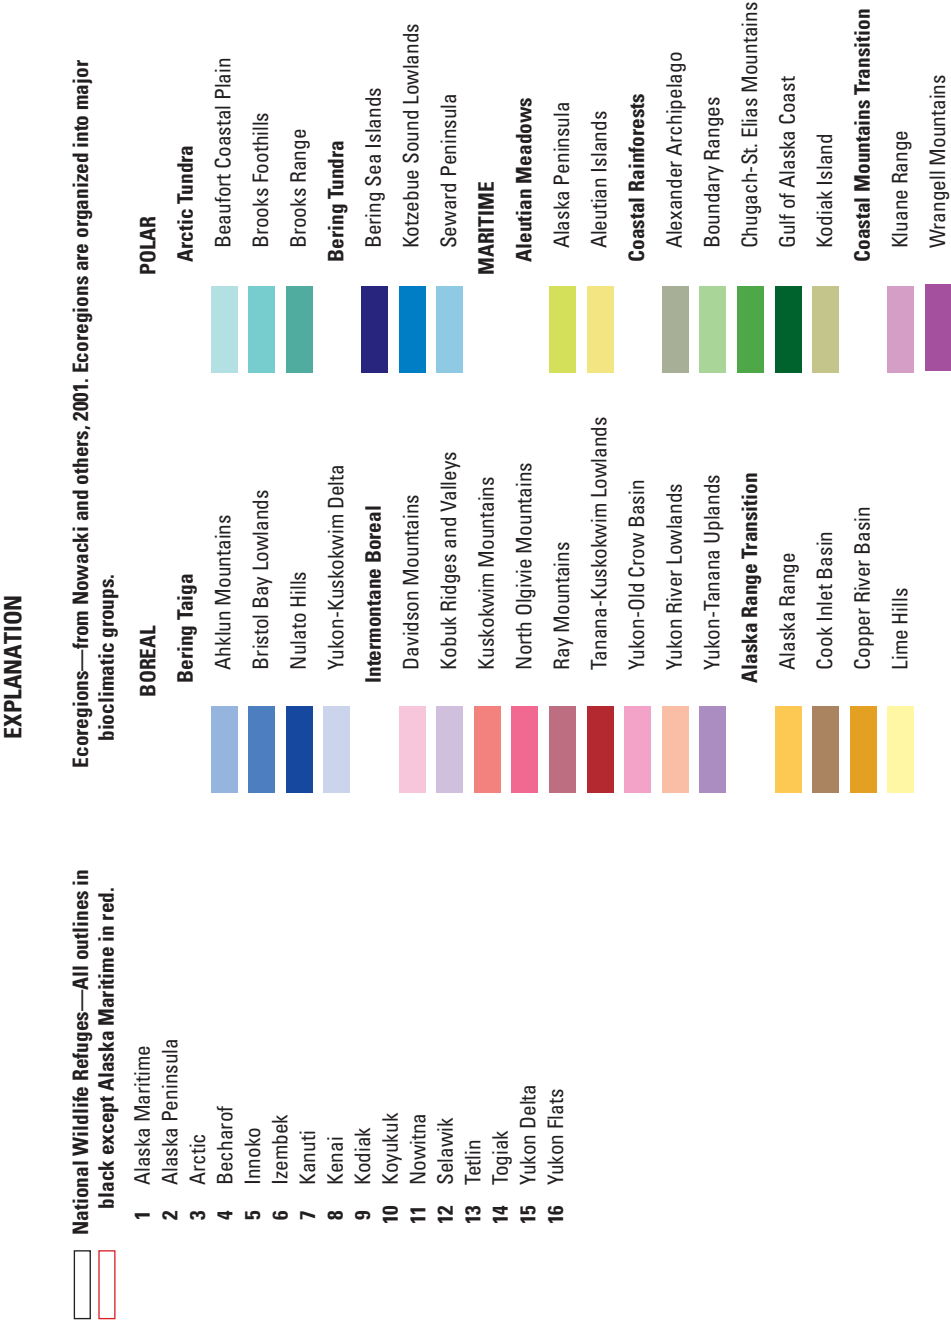 EXPLANATION
National Wildlife Refuges—All outlines in
black except Alaska Maritime in red.
1 Alaska Maritime
2 Alaska Peninsula
3 Arctic
4 Becharof
5 Innoko
6 Izembek
7 Kanuti
8 Kenai
9 Kodiak
10 Koyukuk
11 Nowitna
12 Selawik
13 Tetlin
14 Togiak
15 Yukon Delta
16 Yukon Flats
Ecoregions—from Nowacki and others, 2001. Ecoregions are organized into major
bioclimatic groups.
BOREAL
Bering Taiga
Ahklun Mountains
Bristol Bay Lowlands
Nulato Hills
Yukon-Kuskokwim Delta
Intermontane Boreal
Davidson Mountains
Kobuk Ridges and Valleys
Kuskokwim Mountains
North Olgivie Mountains
Ray Mountains
Tanana-Kuskokwim Lowlands
Yukon-Old Crow Basin
Yukon River Lowlands
Yukon-Tanana Uplands
Alaska Range Transition
Alaska Range
Cook Inlet Basin
Copper River Basin
Lime Hills
POLAR
Arctic Tundra
Beaufort Coastal Plain
Brooks Foothills
Brooks Range
Bering Tundra
Bering Sea Islands
Kotzebue Sound Lowlands
Seward Peninsula
MARITIME
Aleutian Meadows
Alaska Peninsula
Aleutian Islands
Coastal Rainforests
Alexander Archipelago
Boundary Ranges
Chugach-St. Elias Mountains
Gulf of Alaska Coast
Kodiak Island
Coastal Mountains Transition
Kluane Range
Wrangell Mountains